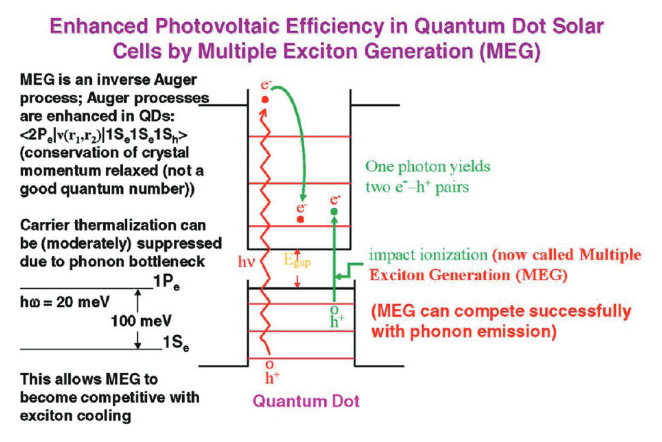 Enhanced Photovoltaic Efficiency in Quantum Dot Solar
Cells by Multiple Exciton Generation (MEG)
MEG is an inverse Auger
process; Auger processes
are enhanced in QDs:
<2Pₑ|v(r₁,r₂)|1Sₑ1Sₑ1Sₕ>
(conservation of crystal
momentum relaxed (not a
good quantum number))
Carrier thermalization can
be (moderately) suppressed
due to phonon bottleneck
1Pₑ
hω = 20 meV
100 meV
1Sₑ
This allows MEG to
become competitive with
exciton cooling
e⁻
e⁻
e⁻
hν
E_gap
o
h⁺
o
h⁺
Quantum Dot
One photon yields
two e⁻–h⁺ pairs
impact ionization (now called Multiple
Exciton Generation (MEG)
(MEG can compete successfully
with phonon emission)